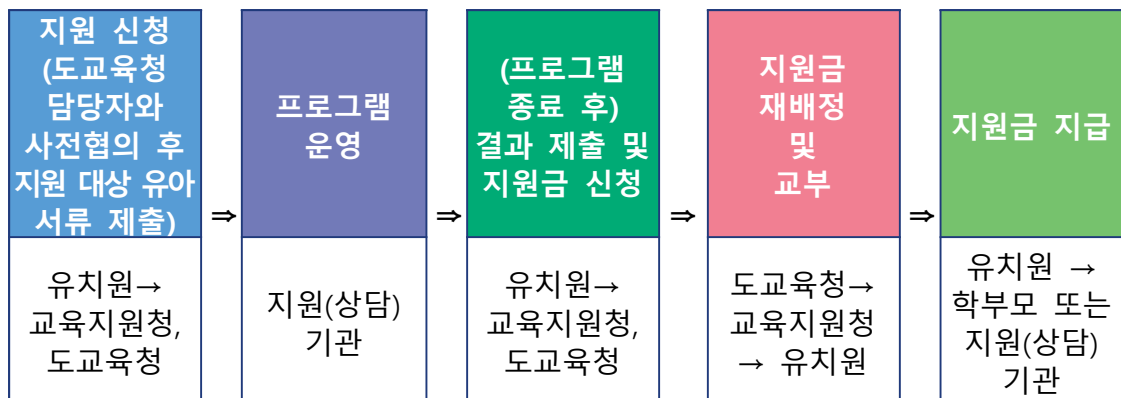 지원 신청
(도교육청
담당자와
사전협의 후
지원 대상 유아
서류 제출)
⇒
프로그램
운영
⇒
(프로그램
종료 후)
결과 제출 및
지원금 신청
⇒
지원금
재배정
및
교부
⇒
지원금 지급
유치원→
교육지원청,
도교육청
지원(상담)
기관
유치원→
교육지원청,
도교육청
도교육청→
교육지원청
→ 유치원
유치원 →
학부모 또는
지원(상담)
기관